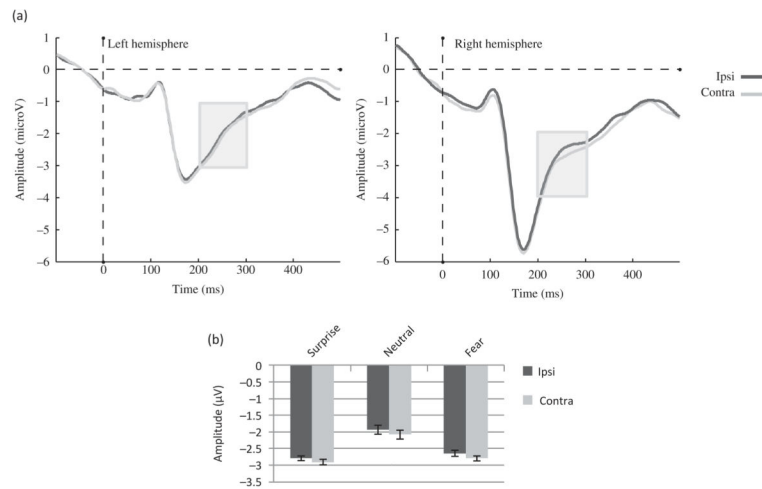 (a)
Left hemisphere
1
0
−1
−2
−3
−4
−5
−6
Amplitude (microV)
0 100 200 300 400
Time (ms)
Right hemisphere
1
0
−1
−2
−3
−4
−5
−6
Amplitude (microV)
0 100 200 300 400
Time (ms)
Ipsi
Contra
(b)
Surprise Neutral Fear
0
−0.5
−1
−1.5
−2
−2.5
−3
−3.5
Amplitude (µV)
Ipsi
Contra